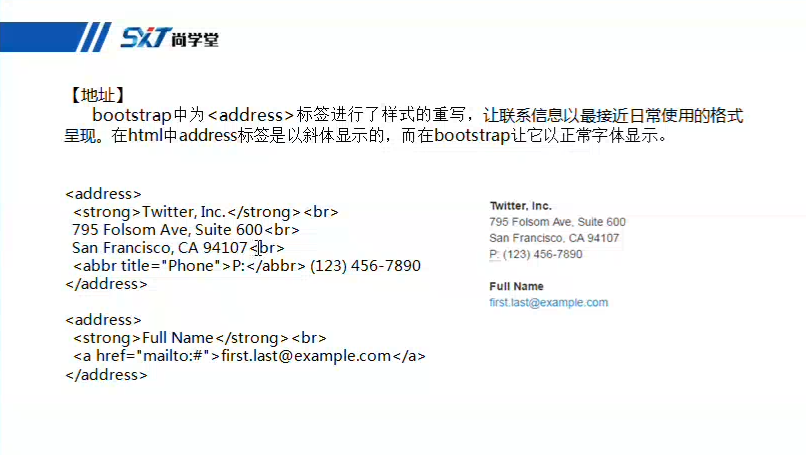 SXT尚学堂
【地址】
bootstrap中为<address>标签进行了样式的重写，让联系信息以最接近日常使用的格式
呈现。在html中address标签是以斜体显示的，而在bootstrap让它以正常字体显示。
<address>
<strong>Twitter, Inc.</strong><br>
795 Folsom Ave, Suite 600<br>
San Francisco, CA 94107<br>
<abbr title="Phone">P:</abbr> (123) 456-7890
</address>
<address>
<strong>Full Name</strong><br>
<a href="mailto:#">first.last@example.com</a>
</address>
Twitter, Inc.
795 Folsom Ave, Suite 600
San Francisco, CA 94107
P: (123) 456-7890
Full Name
first.last@example.com